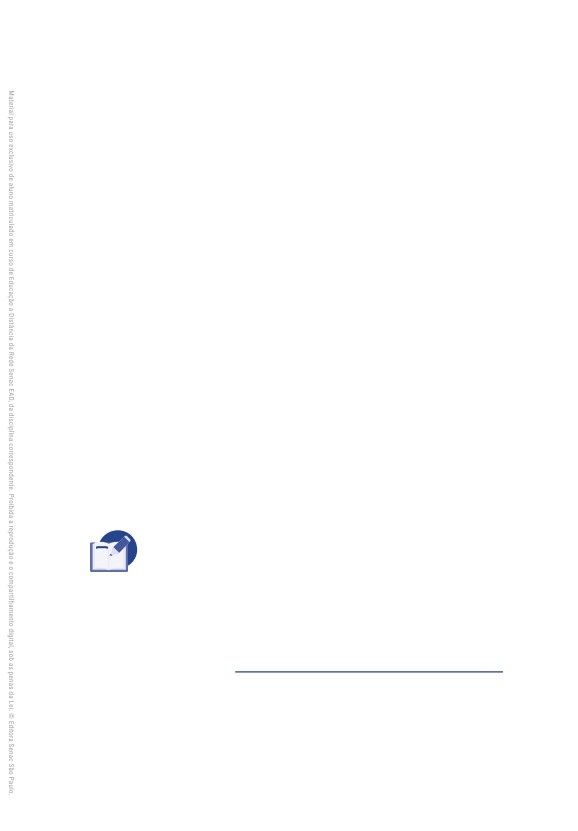 Material para uso exclusivo de aluno matriculado em curso de Educação a Distância da Rede Senac EAD, da disciplina correspondente. Proibida a reprodução e o compartilhamento digital, sob as penas da Lei. © Editora Senac São Paulo.